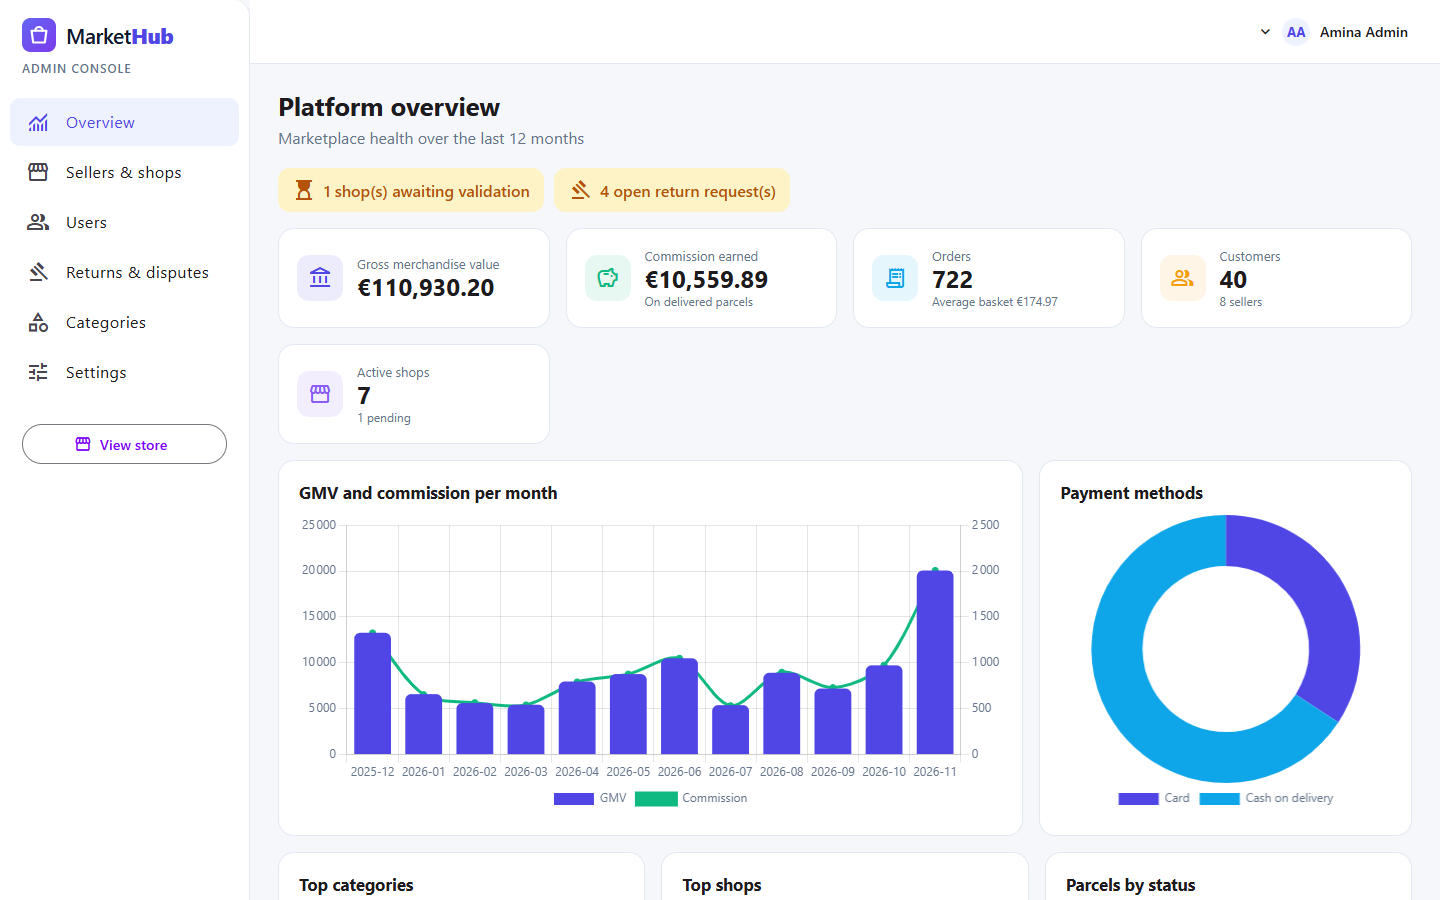 MarketHub
ADMIN CONSOLE
Overview
Sellers & shops
Users
Returns & disputes
Categories
Settings
View store
AA Amina Admin
Platform overview
Marketplace health over the last 12 months
1 shop(s) awaiting validation
4 open return request(s)
Gross merchandise value
€110,930.20
Commission earned
€10,559.89
On delivered parcels
Orders
722
Average basket €174.97
Customers
40
8 sellers
Active shops
7
1 pending
GMV and commission per month
25 000
20 000
15 000
10 000
5 000
0
2 500
2 000
1 500
1 000
500
0
2025-12 2026-01 2026-02 2026-03 2026-04 2026-05 2026-06 2026-07 2026-08 2026-09 2026-10 2026-11
GMV Commission
Payment methods
Card Cash on delivery
Top categories
Top shops
Parcels by status